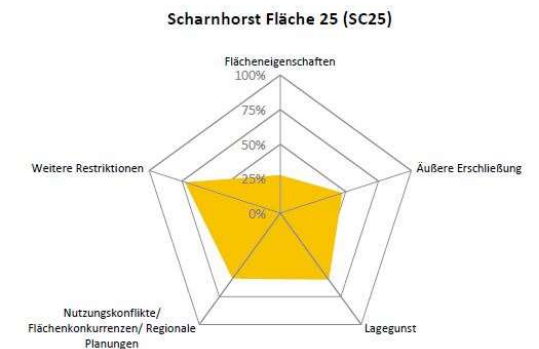 Scharnhorst Fläche 25 (SC25)
Flächeneigenschaften
100%
75%
50%
25%
0%
Weitere Restriktionen
Äußere Erschließung
Nutzungskonflikte/
Flächenkonkurrenzen/ Regionale
Planungen
Lagegunst